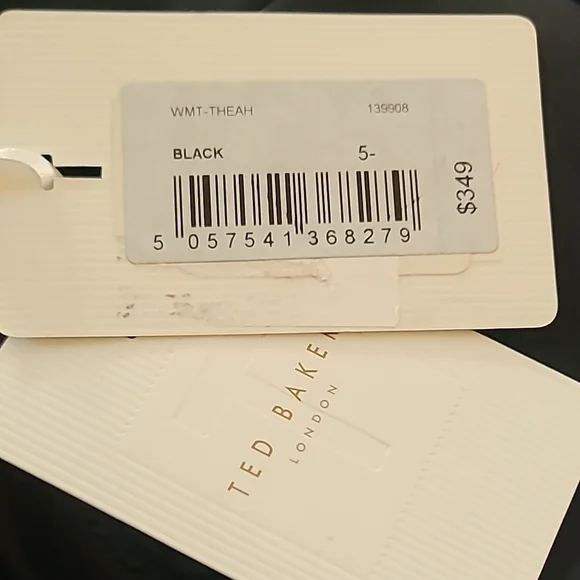 WMT-THEAH 139908
BLACK 5-
5 057541 368279
$349
TED BAKER
LONDON